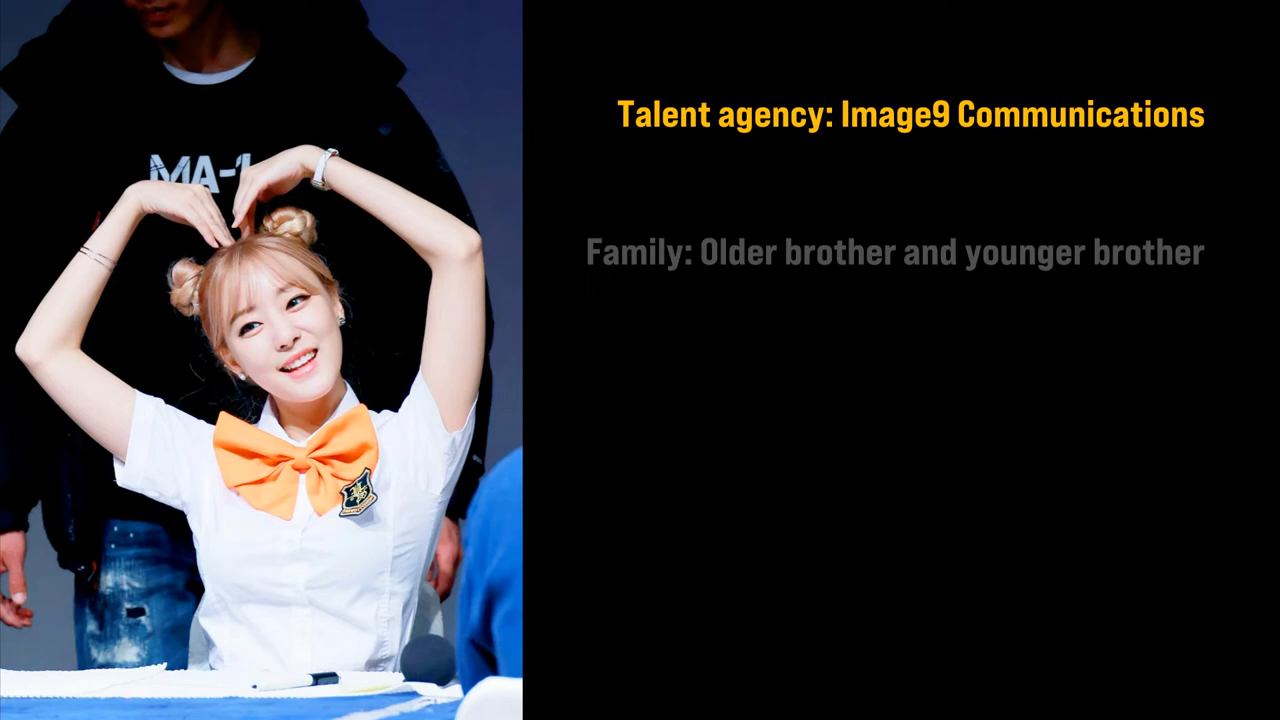 MA-1
Talent agency: Image9 Communications
Family: Older brother and younger brother